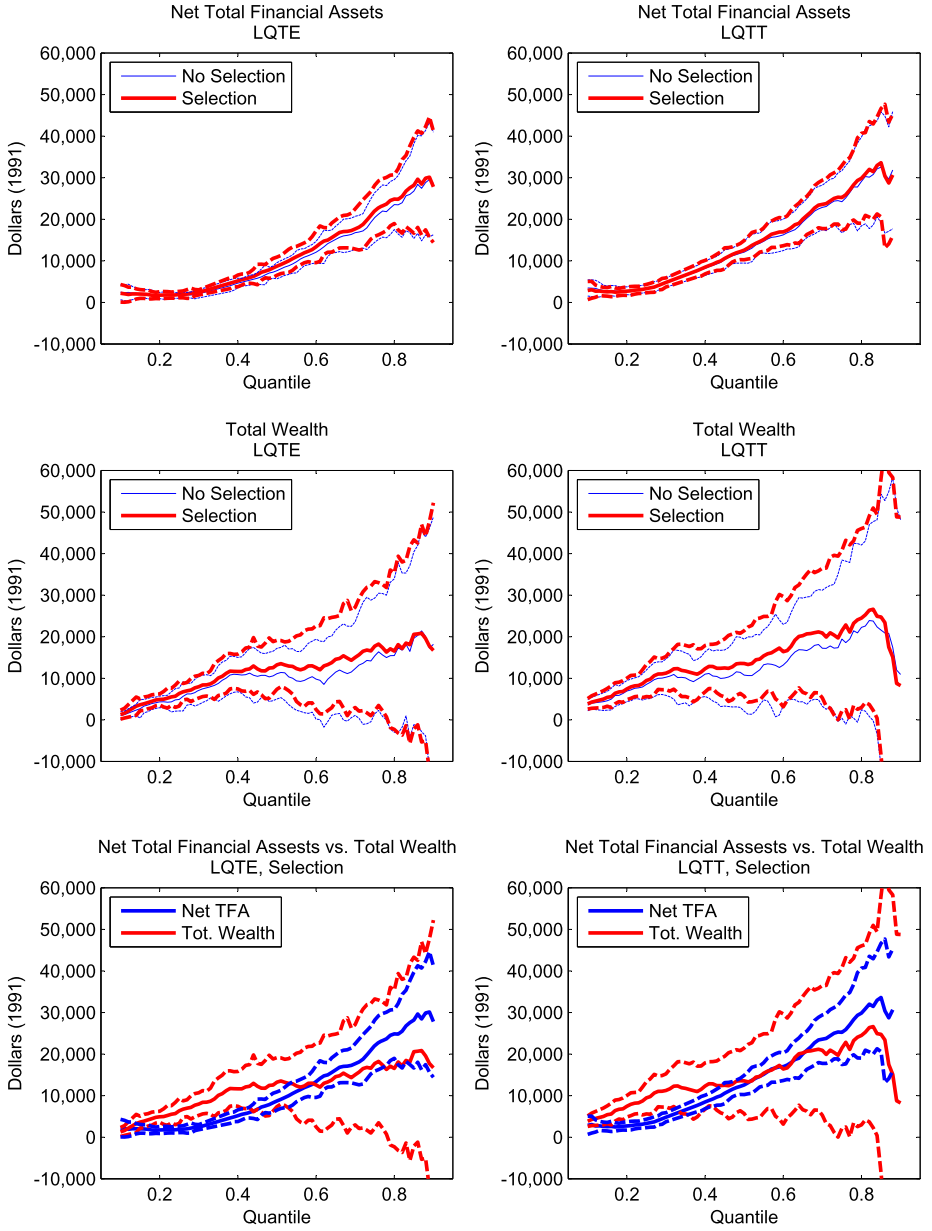 Net Total Financial Assets
LQTE
60,000
50,000
40,000
30,000
20,000
10,000
0
-10,000
Dollars (1991)
No Selection
Selection
0.2 0.4 0.6 0.8
Quantile
Net Total Financial Assets
LQTT
60,000
50,000
40,000
30,000
20,000
10,000
0
-10,000
Dollars (1991)
No Selection
Selection
0.2 0.4 0.6 0.8
Quantile
Total Wealth
LQTE
60,000
50,000
40,000
30,000
20,000
10,000
0
-10,000
Dollars (1991)
No Selection
Selection
0.2 0.4 0.6 0.8
Quantile
Total Wealth
LQTT
60,000
50,000
40,000
30,000
20,000
10,000
0
-10,000
Dollars (1991)
No Selection
Selection
0.2 0.4 0.6 0.8
Quantile
Net Total Financial Assests vs. Total Wealth
LQTE, Selection
60,000
50,000
40,000
30,000
20,000
10,000
0
-10,000
Dollars (1991)
Net TFA
Tot. Wealth
0.2 0.4 0.6 0.8
Quantile
Net Total Financial Assests vs. Total Wealth
LQTT, Selection
60,000
50,000
40,000
30,000
20,000
10,000
0
-10,000
Dollars (1991)
Net TFA
Tot. Wealth
0.2 0.4 0.6 0.8
Quantile